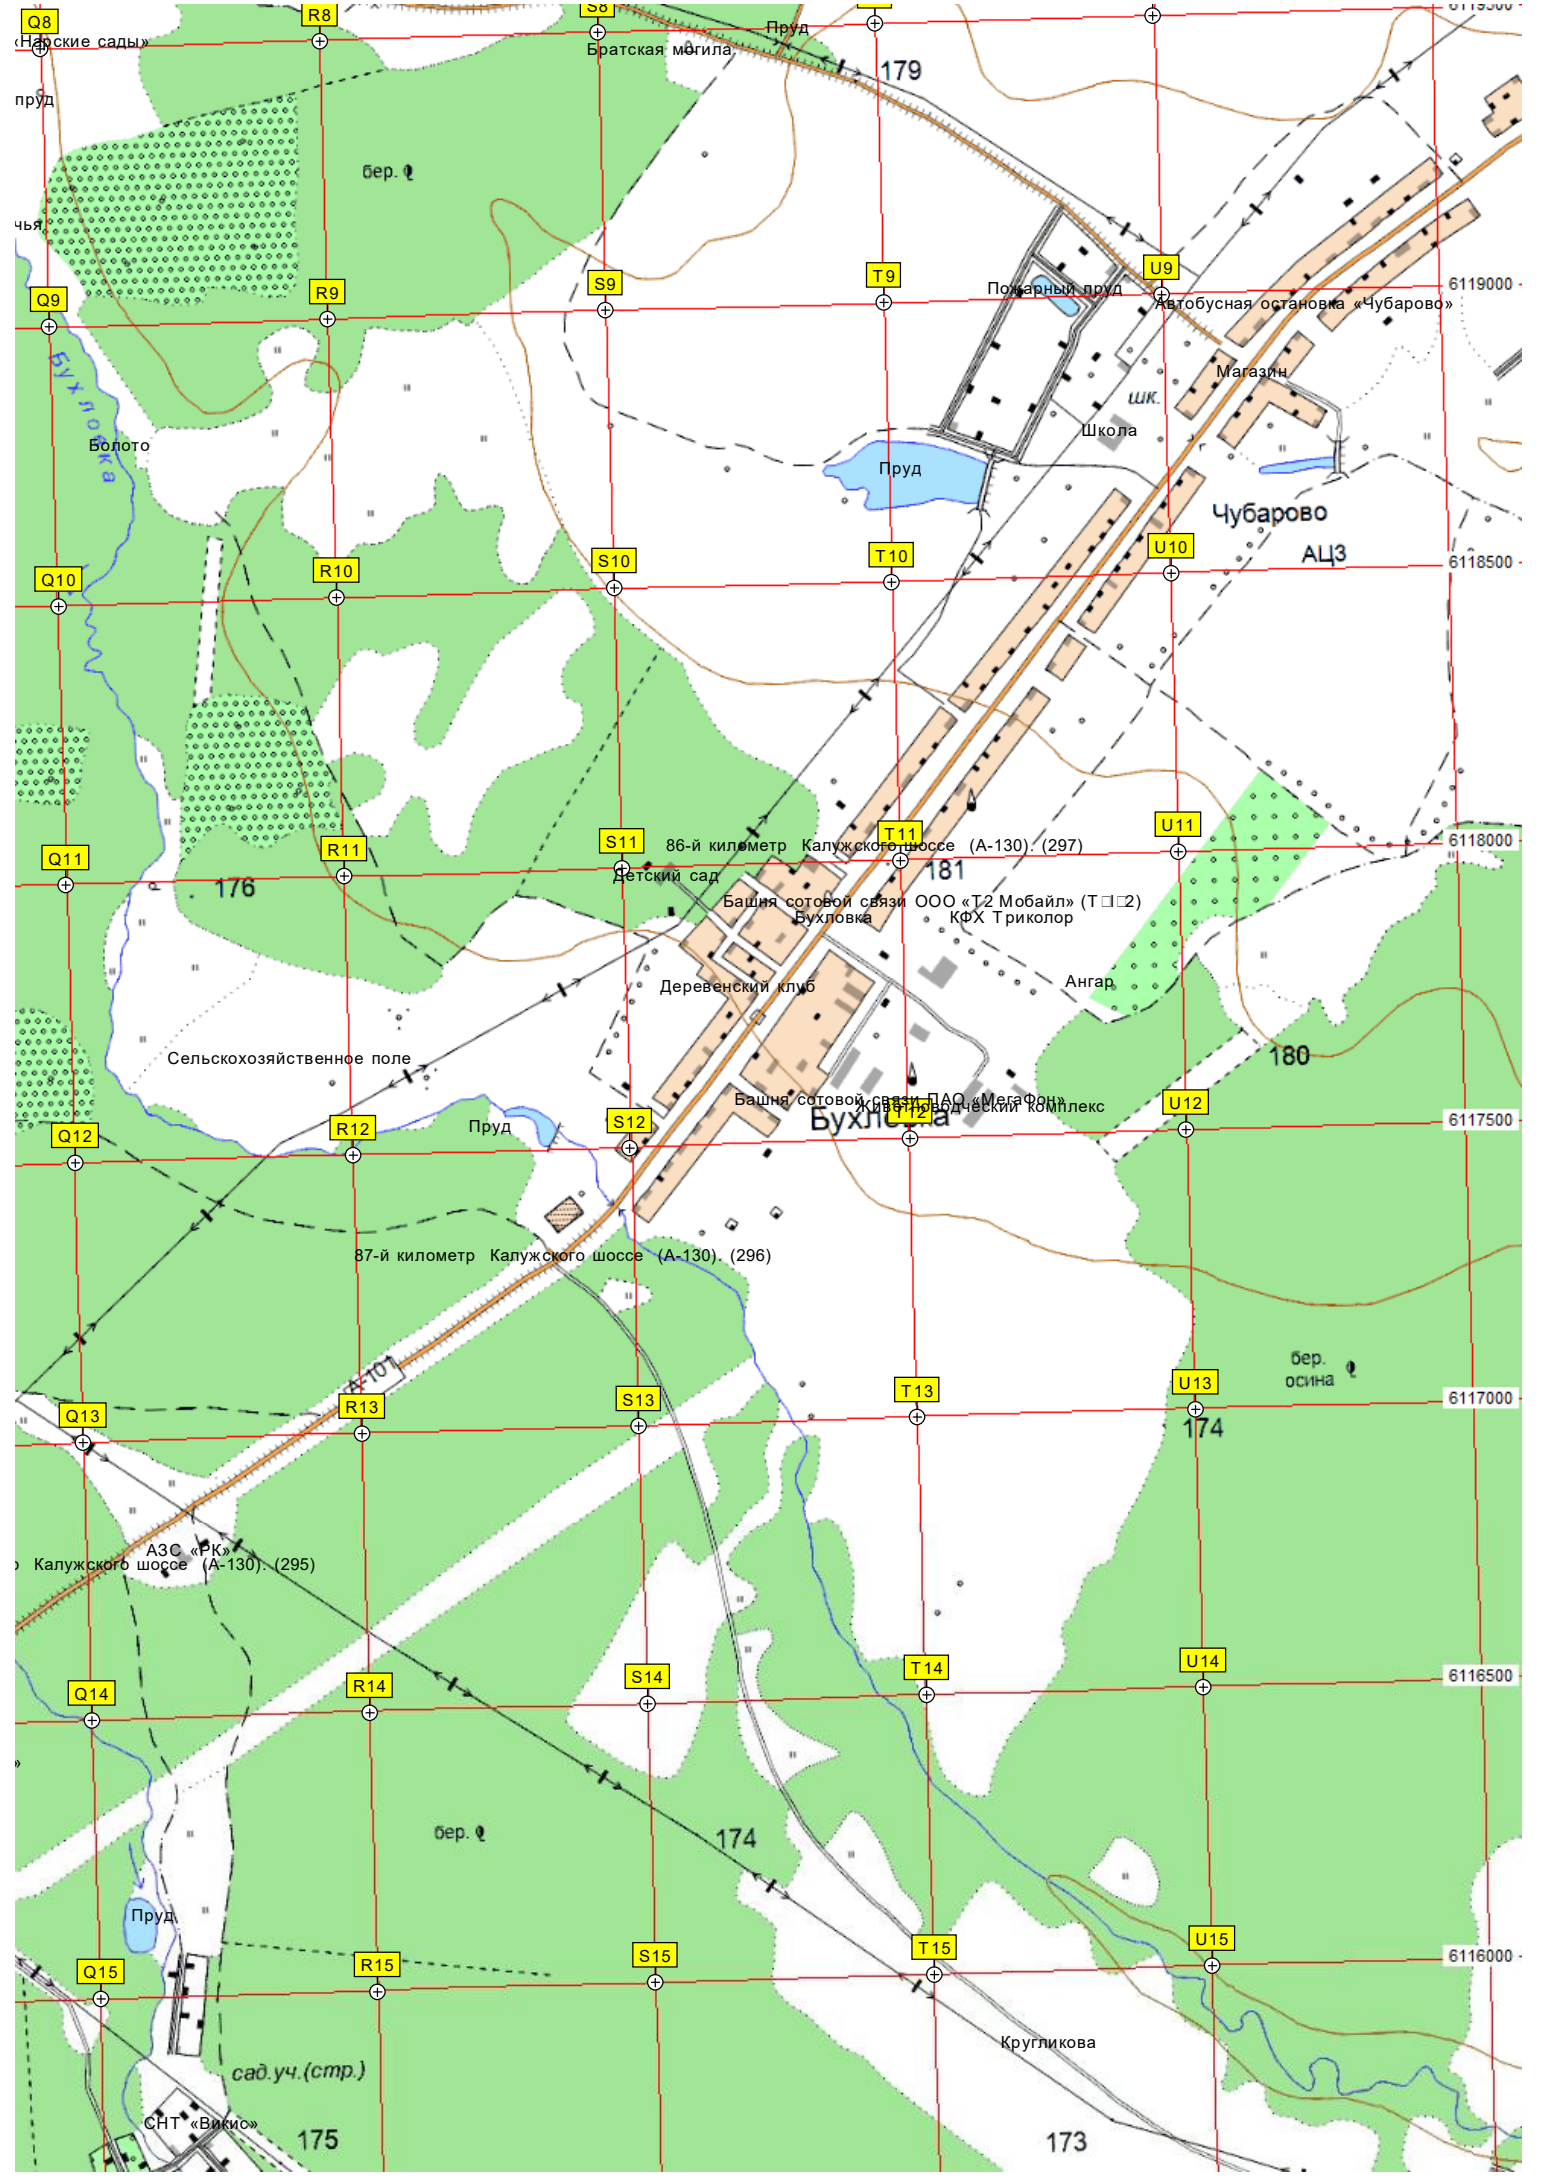 Q8
R8
S8
6119500
«Нарские сады»
Братская могила
Пруд
179
пруд
бер.
чья
Q9
R9
S9
T9
U9
Пожарный пруд
6119000
Автобусная остановка «Чубарово»
Бухловка
Магазин
шк.
Школа
Болото
Пруд
Чубарово
АЦЗ
Q10
R10
S10
T10
U10
6118500
Q11
R11
S11
T11
U11
6118000
86-й километр Калужского шоссе (А-130). (297)
Детский сад
181
176
Башня сотовой связи ООО «Т2 Мобайл»
Бухловка
КФХ Триколор
Деревенский клуб
Ангар
Сельскохозяйственное поле
180
Башня сотовой связи ПАО «МегаФон»
Животноводческий комплекс
Бухловка
Пруд
Q12
R12
S12
T12
U12
6117500
87-й километр Калужского шоссе (А-130). (296)
А-101
бер.
осина
Q13
R13
S13
T13
U13
6117000
174
АЗС «РК»
Калужского шоссе (А-130). (295)
Q14
R14
S14
T14
U14
6116500
бер.
174
Пруд
Q15
R15
S15
T15
U15
6116000
Кругликова
сад.уч.(стр.)
СНТ «Викис»
175
173